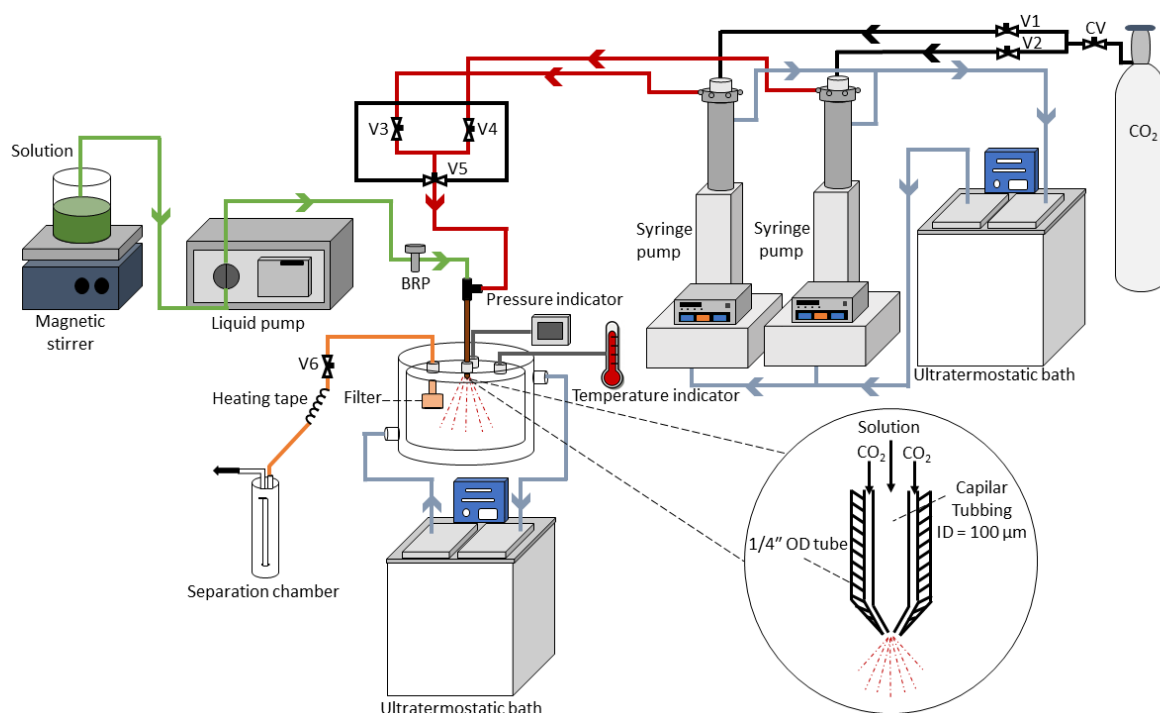 V1
CV
V2
CO2
V3
V4
V5
Solution
Syringe
pump
Syringe
pump
BRP
Magnetic
stirrer
Liquid pump
Pressure indicator
V6
Heating tape
Filter
Temperature indicator
Ultratermostatic bath
Solution
CO2
CO2
Capilar
Tubbing
ID = 100 µm
1/4” OD tube
Separation chamber
Ultratermostatic bath